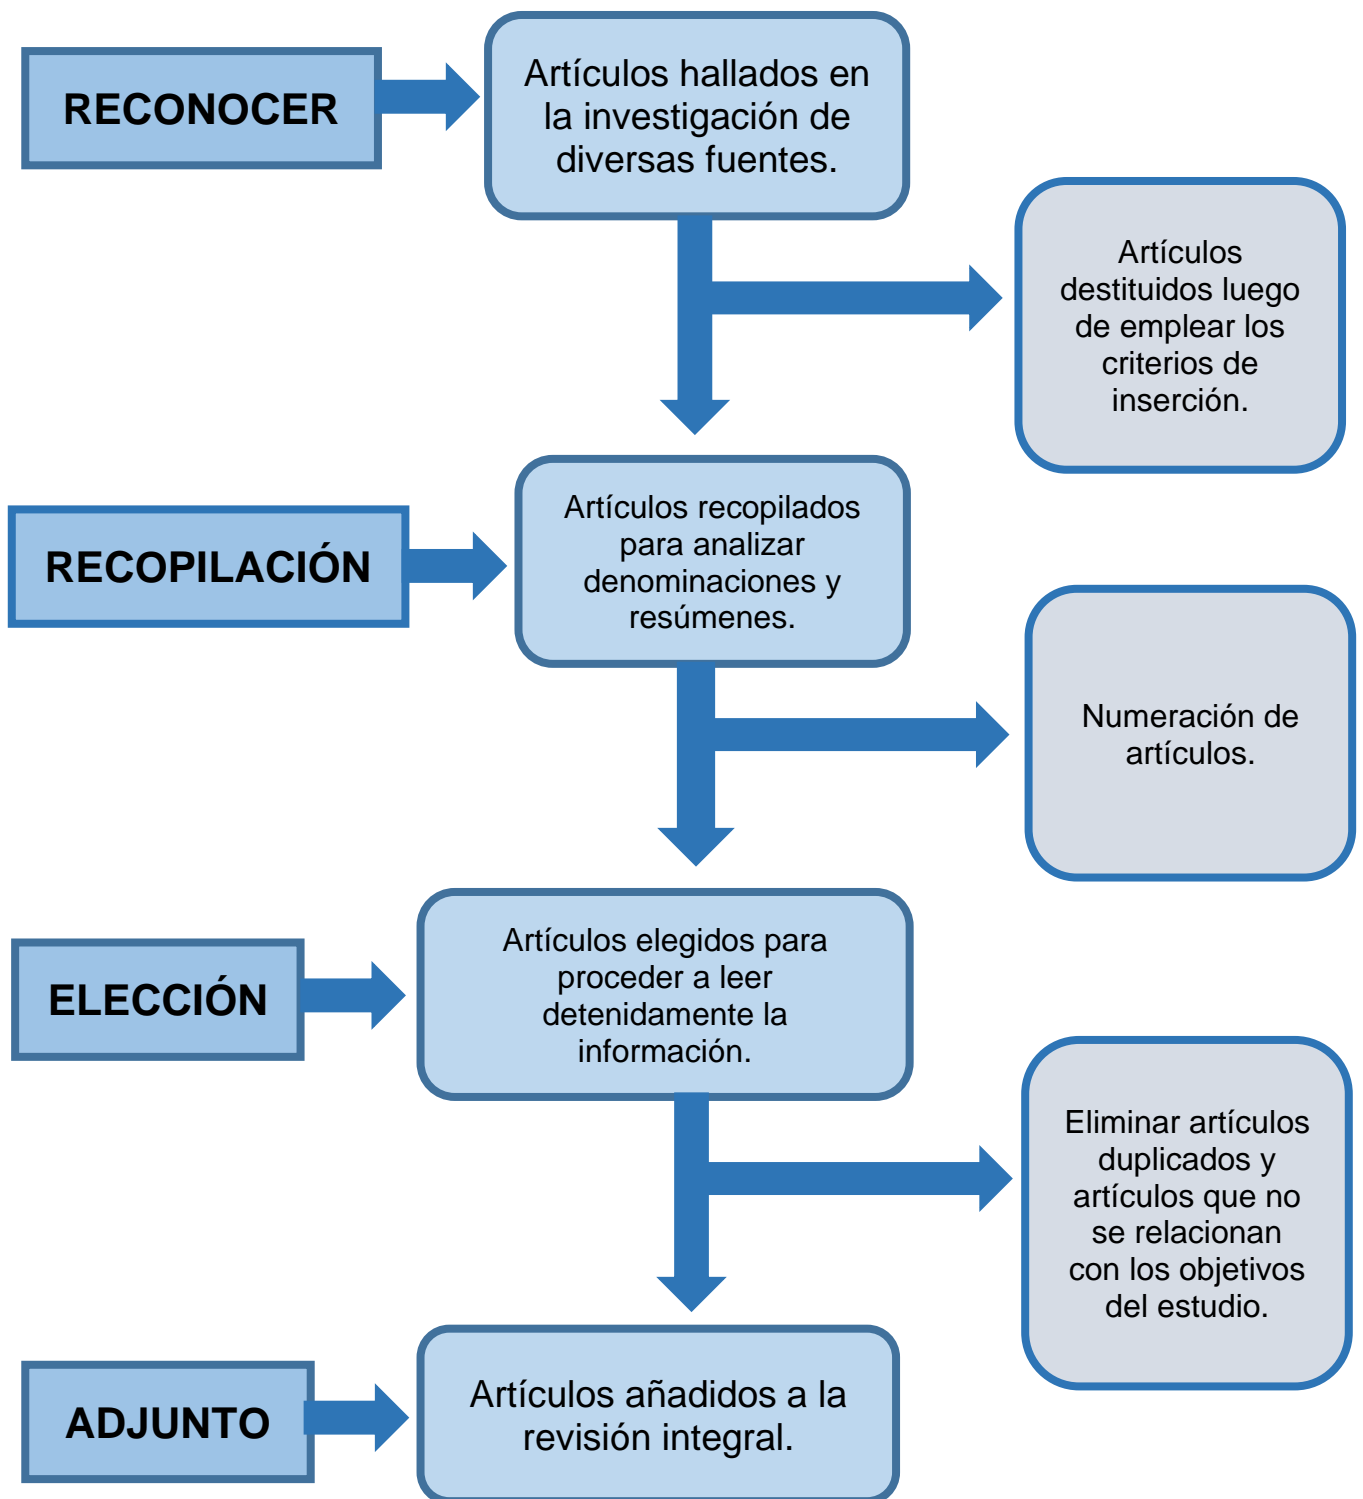 RECONOCER
Artículos hallados en
la investigación de
diversas fuentes.
Artículos
destituidos luego
de emplear los
criterios de
inserción.
RECOPILACIÓN
Artículos recopilados
para analizar
denominaciones y
resúmenes.
Numeración de
artículos.
ELECCIÓN
Artículos elegidos para
proceder a leer
detenidamente la
información.
Eliminar artículos
duplicados y
artículos que no
se relacionan
con los objetivos
del estudio.
ADJUNTO
Artículos añadidos a la
revisión integral.